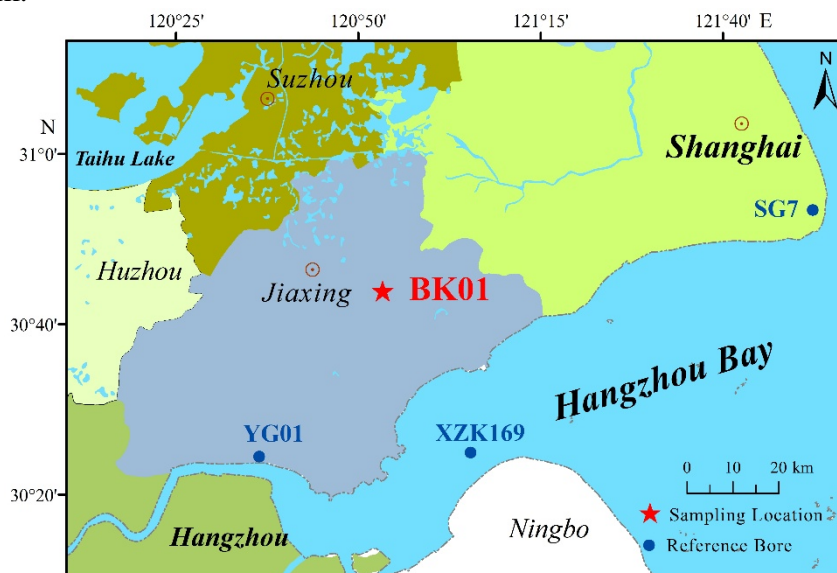 120°25'
120°50'
121°15'
121°40' E
N
Suzhou
N
Shanghai
31°0'
Taihu Lake
SG7
Huzhou
Jiaxing
BK01
30°40'
Hangzhou Bay
YG01
XZK169
0 10 20 km
30°20'
Sampling Location
Hangzhou
Ningbo
Reference Bore